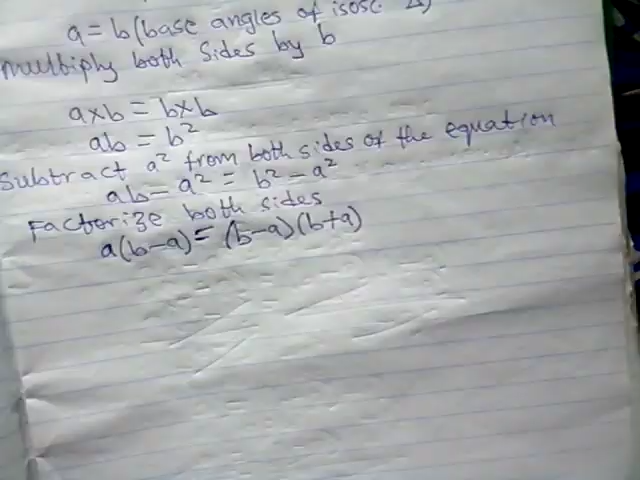 a = b (base angles of isosc. Δ)
multiply both sides by b
a×b = b×b
ab = b²
Subtract a² from both sides of the equation
ab - a² = b² - a²
Factorize both sides
a(b-a) = (b-a)(b+a)